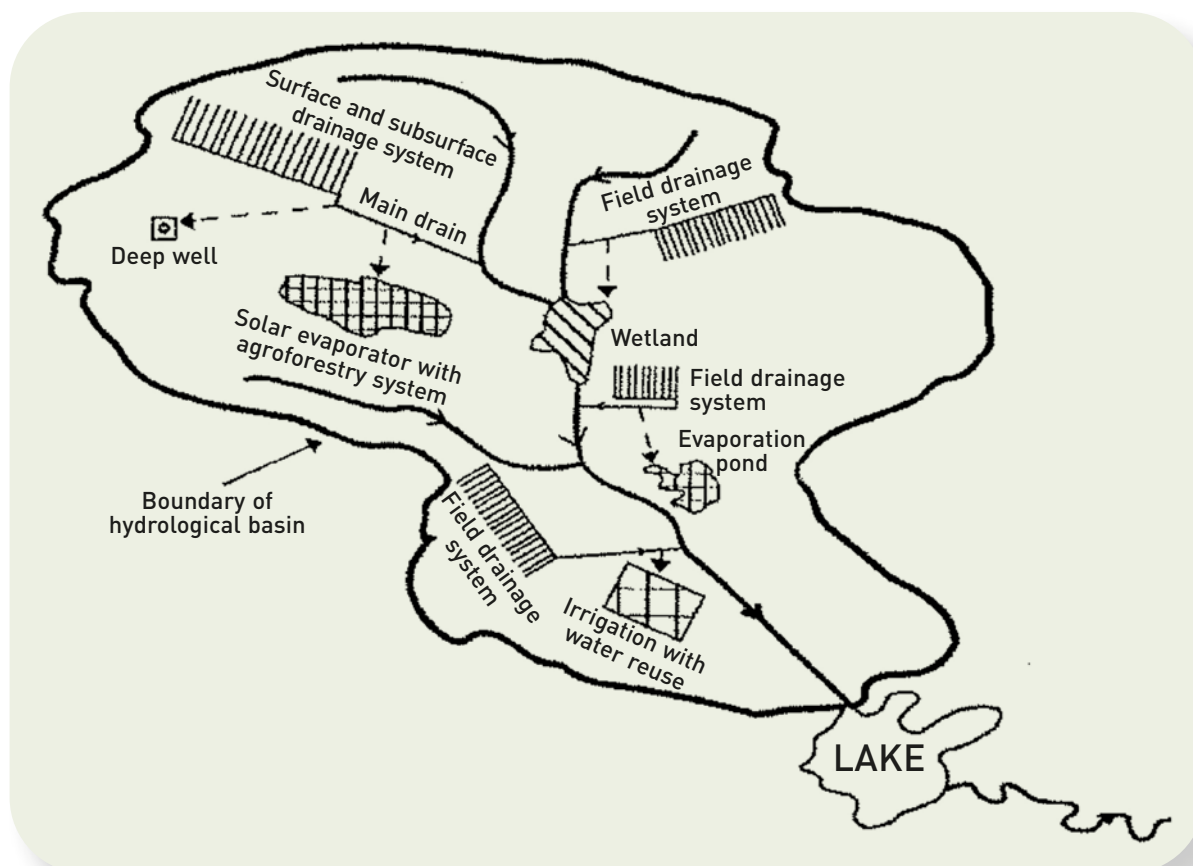 Surface and subsurface
drainage system
Main drain
Deep well
Field drainage
system
Solar evaporator with
agroforestry system
Wetland
Field drainage
system
Evaporation
pond
Boundary of
hydrological basin
Field drainage
system
Irrigation with
water reuse
LAKE